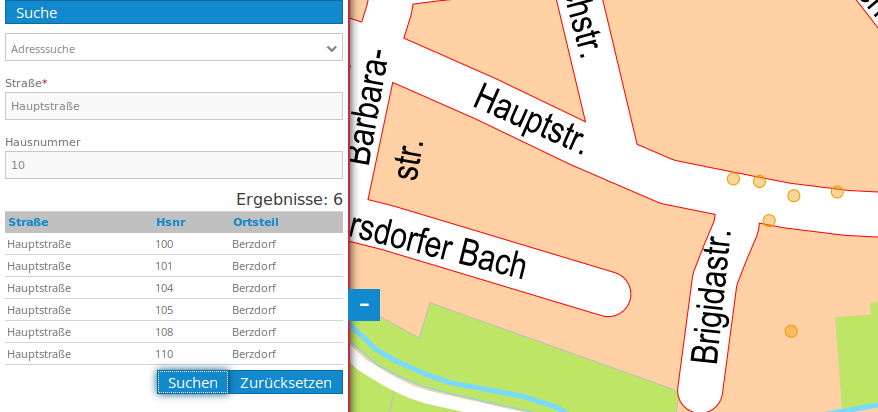 Suche
Adresssuche
Straße*
Hauptstraße
Hausnummer
10
Ergebnisse: 6
Straße Hsnr Ortsteil
Hauptstraße 100 Berzdorf
Hauptstraße 101 Berzdorf
Hauptstraße 104 Berzdorf
Hauptstraße 105 Berzdorf
Hauptstraße 108 Berzdorf
Hauptstraße 110 Berzdorf
Suchen Zurücksetzen
hstr.
Barbara-
str.
Hauptstr.
rsdorfer Bach
Brigidastr.
-